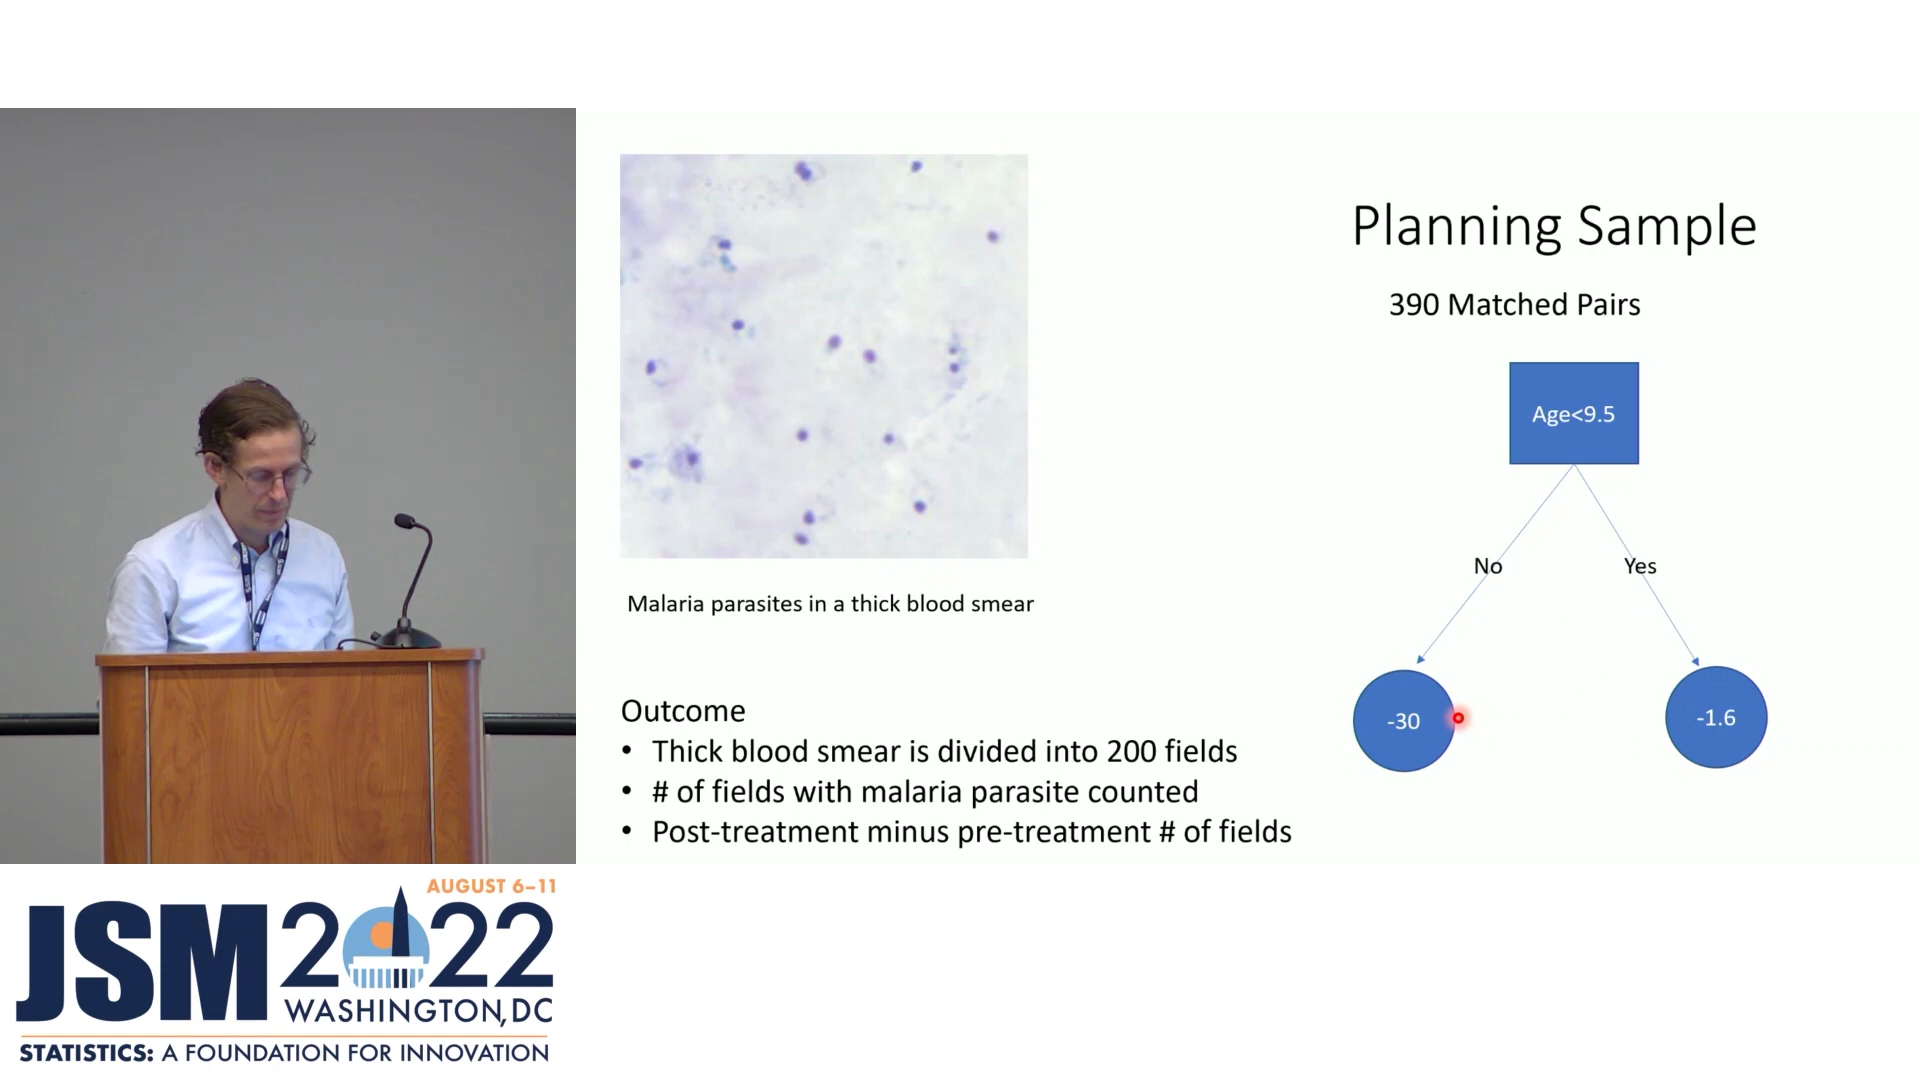 Planning Sample
390 Matched Pairs
Age<9.5
No
Yes
-30
-1.6
Malaria parasites in a thick blood smear
Outcome
• Thick blood smear is divided into 200 fields
• # of fields with malaria parasite counted
• Post-treatment minus pre-treatment # of fields
AUGUST 6–11
JSM 2022
WASHINGTON, DC
STATISTICS: A FOUNDATION FOR INNOVATION